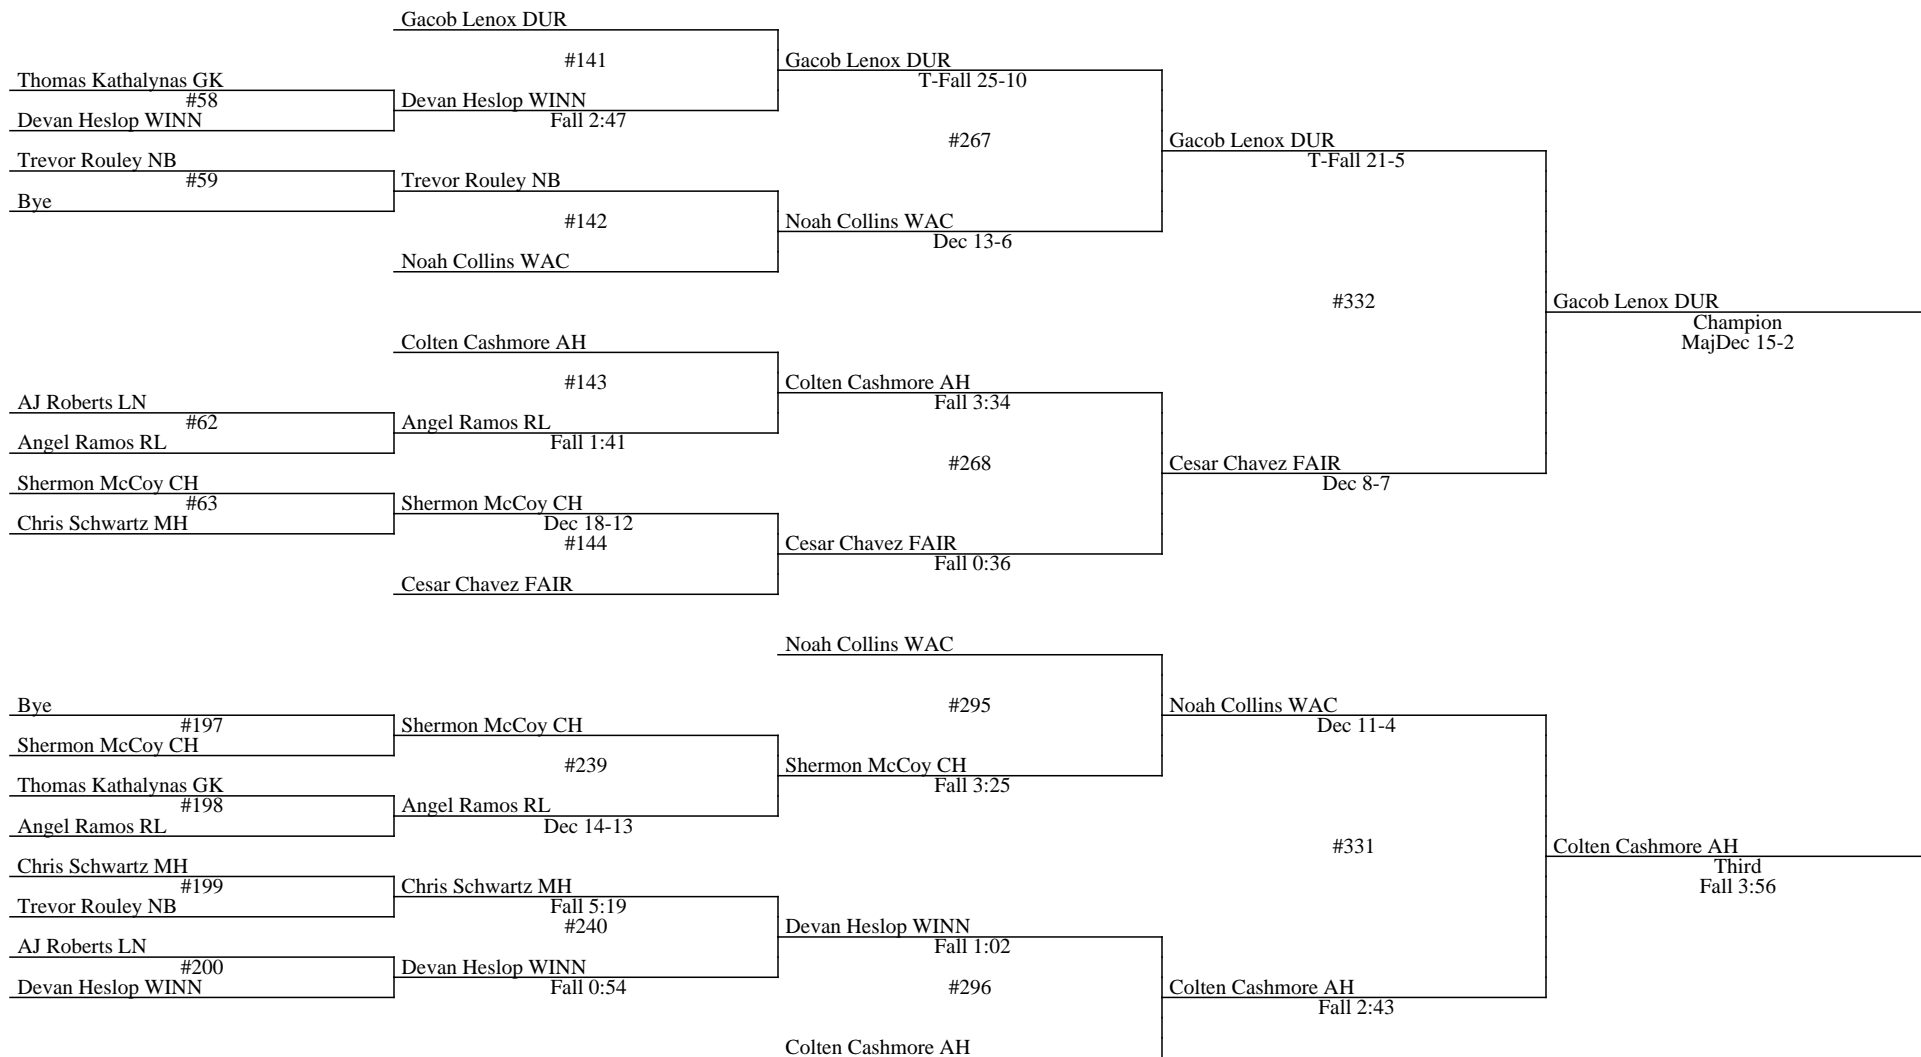 Gacob Lenox DUR
#141
Gacob Lenox DUR
Thomas Kathalynas GK
T-Fall 25-10
#58
Devan Heslop WINN
Devan Heslop WINN
Fall 2:47
#267
Gacob Lenox DUR
Trevor Rouley NB
T-Fall 21-5
#59
Trevor Rouley NB
Bye
#142
Noah Collins WAC
Dec 13-6
Noah Collins WAC
#332
Gacob Lenox DUR
Champion
MajDec 15-2
Colten Cashmore AH
#143
Colten Cashmore AH
AJ Roberts LN
Fall 3:34
#62
Angel Ramos RL
Angel Ramos RL
Fall 1:41
#268
Cesar Chavez FAIR
Shermon McCoy CH
Dec 8-7
#63
Shermon McCoy CH
Chris Schwartz MH
Dec 18-12
#144
Cesar Chavez FAIR
Fall 0:36
Cesar Chavez FAIR
Noah Collins WAC
Bye
#295
Noah Collins WAC
#197
Shermon McCoy CH
Dec 11-4
Shermon McCoy CH
#239
Shermon McCoy CH
Thomas Kathalynas GK
Fall 3:25
#198
Angel Ramos RL
Angel Ramos RL
Dec 14-13
#331
Colten Cashmore AH
Chris Schwartz MH
Third
#199
Chris Schwartz MH
Fall 3:56
Trevor Rouley NB
Fall 5:19
#240
Devan Heslop WINN
AJ Roberts LN
Fall 1:02
#200
Devan Heslop WINN
Devan Heslop WINN
Fall 0:54
#296
Colten Cashmore AH
Fall 2:43
Colten Cashmore AH